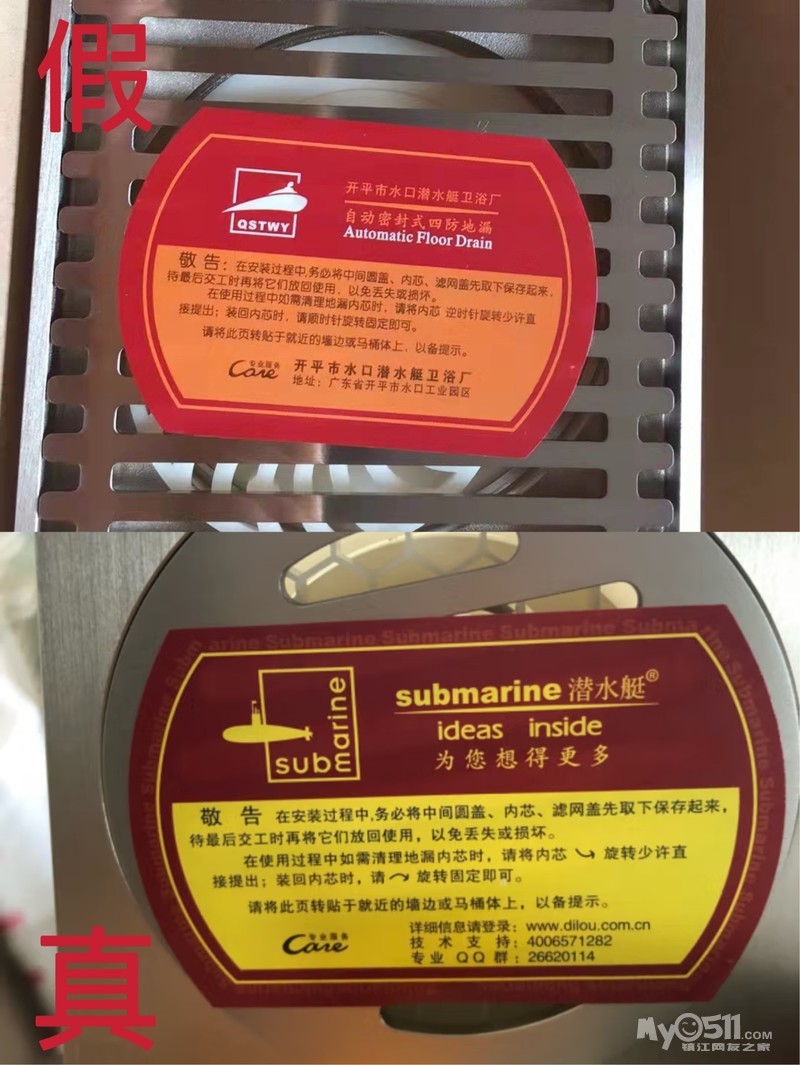 假
QSTWY
开平市水口潜水艇卫浴厂
自动密封式四防地漏
Automatic Floor Drain
敬告：在安装过程中,务必将中间圆盖、内芯、滤网盖先取下保存起来，
待最后交工时再将它们放回使用，以免丢失或损坏。
在使用过程中如需清理地漏内芯时，请将内芯 逆时针旋转少许直
接提出；装回内芯时，请顺时针旋转固定即可。
请将此页转贴于就近的墙边或马桶体上，以备提示。
专业服务
Care
开平市水口潜水艇卫浴厂
地址：广东省开平市水口工业园区
Submarine Submarine Submarine Submarine
submarine
submarine 潜水艇®
ideas inside
为您想得更多
敬 告 在安装过程中,务必将中间圆盖、内芯、滤网盖先取下保存起来，
待最后交工时再将它们放回使用，以免丢失或损坏。
在使用过程中如需清理地漏内芯时，请将内芯 旋转少许直
接提出；装回内芯时，请 旋转固定即可。
请将此页转贴于就近的墙边或马桶体上，以备提示。
专业服务
Care
详细信息请登录：www.dilou.com.cn
技 术 支 持：4006571282
专业 QQ 群：26620114
真
My0511.COM
镇江网友之家